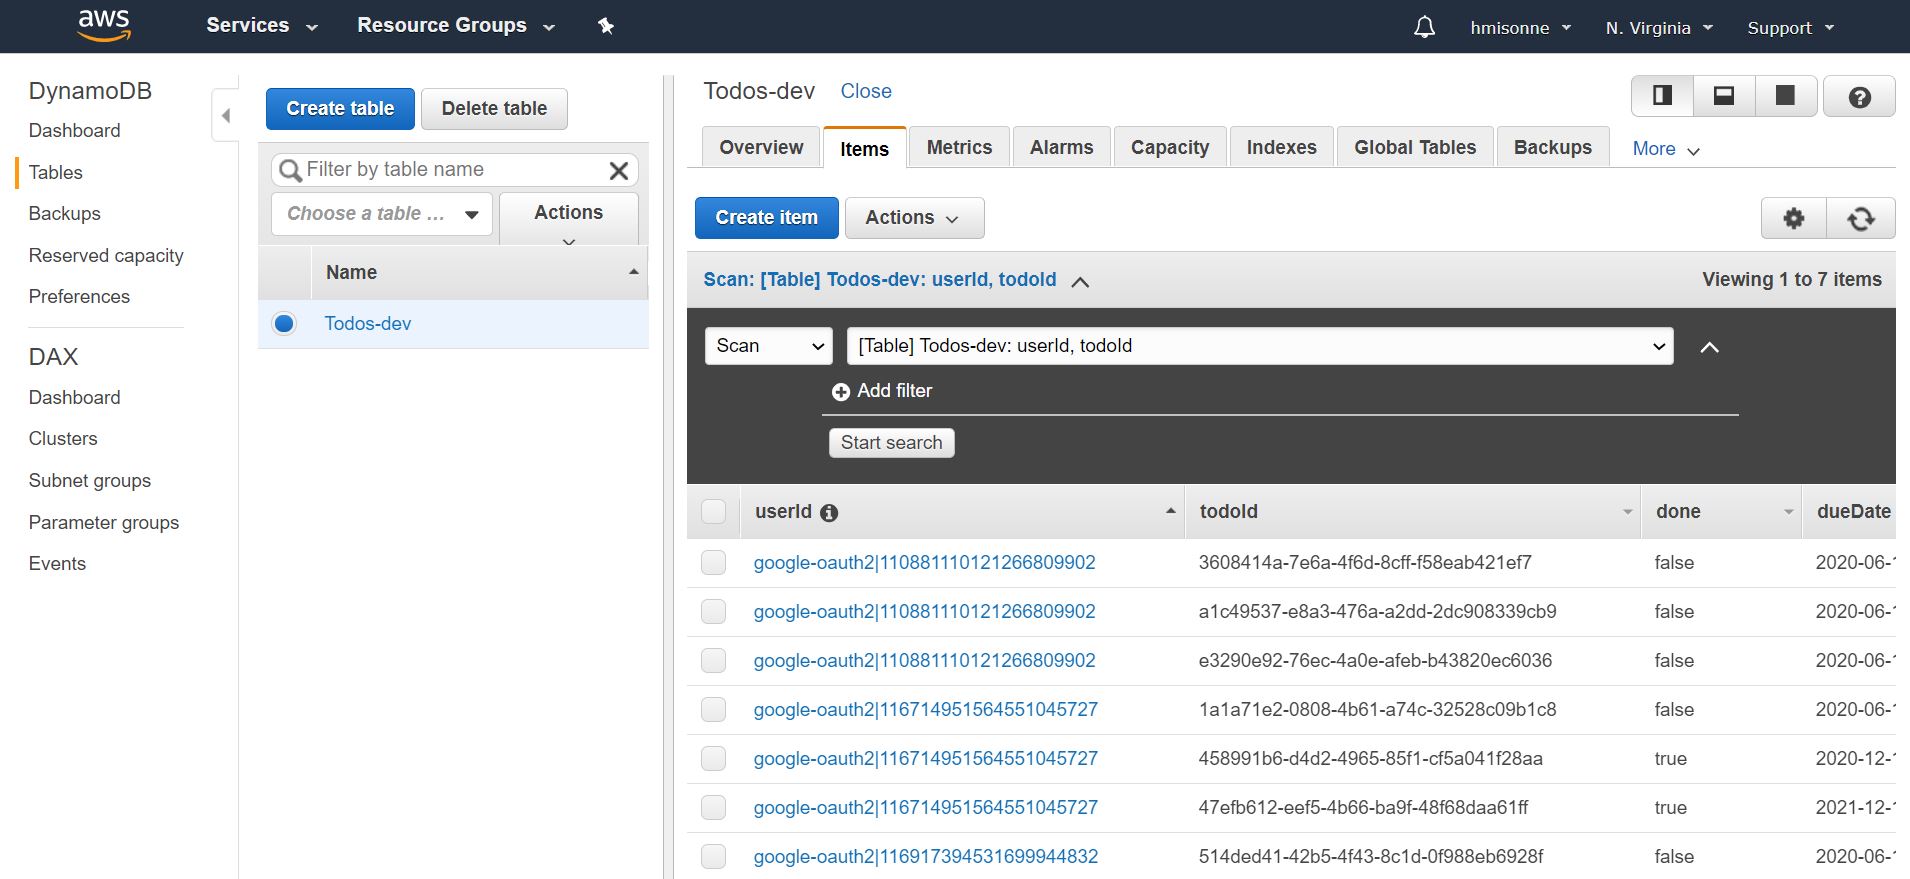 aws Services Resource Groups hmisonne N. Virginia Support
DynamoDB
Dashboard
Tables
Backups
Reserved capacity
Preferences
DAX
Dashboard
Clusters
Subnet groups
Parameter groups
Events
Create table Delete table
Filter by table name
Choose a table ... Actions
Name
Todos-dev
Todos-dev Close
Overview Items Metrics Alarms Capacity Indexes Global Tables Backups More
Create item Actions
Scan: [Table] Todos-dev: userId, todoId Viewing 1 to 7 items
Scan [Table] Todos-dev: userId, todoId
Add filter
Start search
userId todoId done dueDate
google-oauth2|110881110121266809902 3608414a-7e6a-4f6d-8cff-f58eab421ef7 false 2020-06-1
google-oauth2|110881110121266809902 a1c49537-e8a3-476a-a2dd-2dc908339cb9 false 2020-06-1
google-oauth2|110881110121266809902 e3290e92-76ec-4a0e-afeb-b43820ec6036 false 2020-06-1
google-oauth2|116714951564551045727 1a1a71e2-0808-4b61-a74c-32528c09b1c8 false 2020-06-1
google-oauth2|116714951564551045727 458991b6-d4d2-4965-85f1-cf5a041f28aa true 2020-12-1
google-oauth2|116714951564551045727 47efb612-eef5-4b66-ba9f-48f68daa61ff true 2021-12-1
google-oauth2|116917394531699944832 514ded41-42b5-4f43-8c1d-0f988eb6928f false 2020-06-1